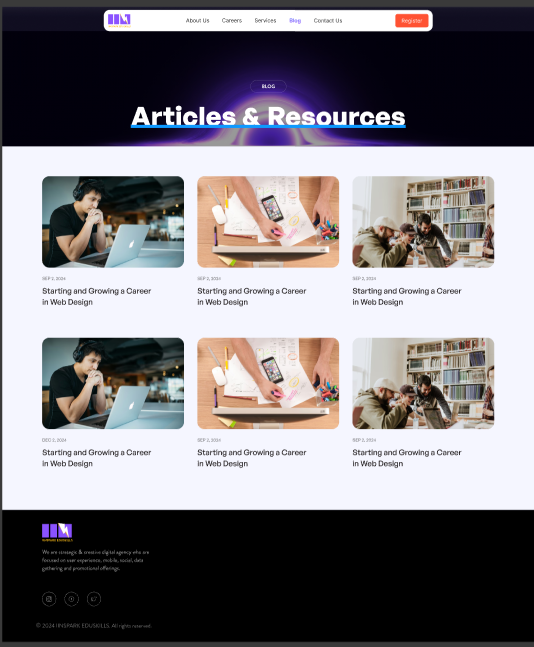 About Us Careers Services Blog Contact Us Register
BLOG
Articles & Resources
SEP 2, 2024
Starting and Growing a Career
in Web Design
SEP 2, 2024
Starting and Growing a Career
in Web Design
SEP 2, 2024
Starting and Growing a Career
in Web Design
DEC 2, 2024
Starting and Growing a Career
in Web Design
SEP 2, 2024
Starting and Growing a Career
in Web Design
SEP 2, 2024
Starting and Growing a Career
in Web Design
We are strategic & creative digital agency who are
focused on user experience, mobile, social, data
gathering and promotional offerings.
© 2024 IINSPARK EDUSKILLS. All rights reserved.